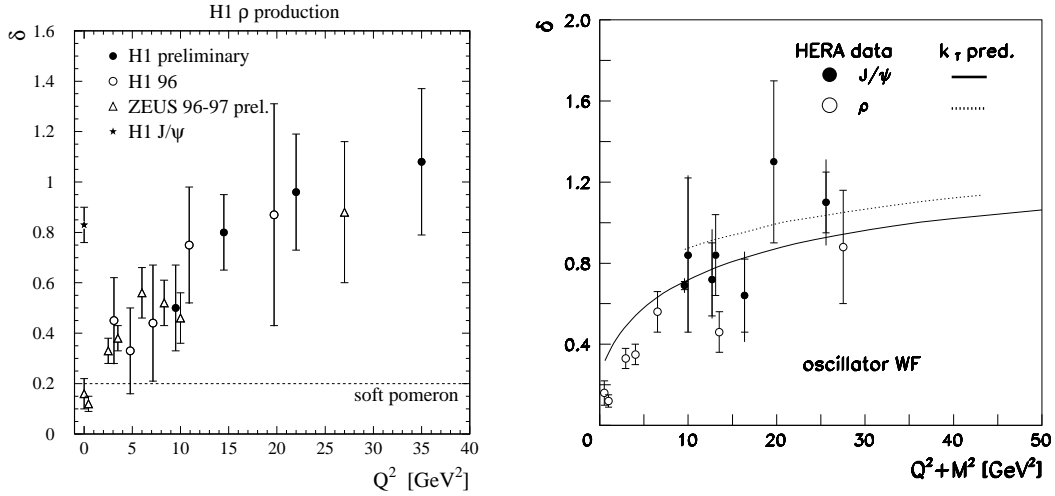 H1 ρ production
δ
1.6
1.4
1.2
1
0.8
0.6
0.4
0.2
0
H1 preliminary
H1 96
ZEUS 96-97 prel.
H1 J/ψ
soft pomeron
0 5 10 15 20 25 30 35 40
Q² [GeV²]
δ
2.0
1.6
1.2
0.8
0.4
HERA data k_T pred.
J/ψ
ρ
oscillator WF
0 10 20 30 40 50
Q²+M² [GeV²]